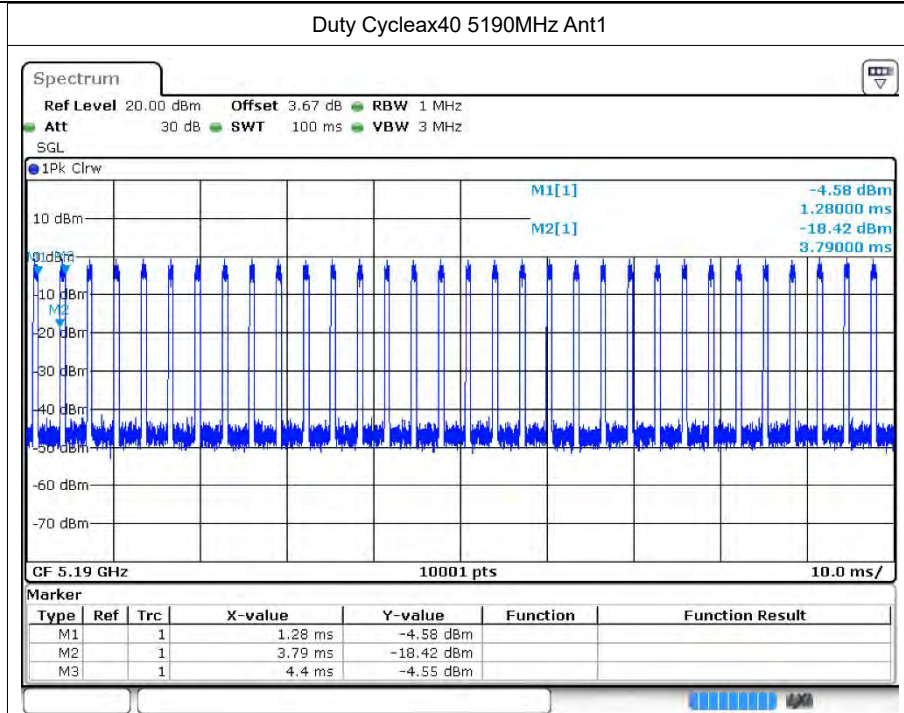 Duty Cycleax40 5190MHz Ant1
Spectrum
Ref Level 20.00 dBm Offset 3.67 dB RBW 1 MHz
Att 30 dB SWT 100 ms VBW 3 MHz
SGL
1Pk Clrw
M1[1] -4.58 dBm
1.28000 ms
10 dBm
M2[1] -18.42 dBm
3.79000 ms
-10 dBm
M2
-20 dBm
-30 dBm
-40 dBm
-50 dBm
-60 dBm
-70 dBm
CF 5.19 GHz 10001 pts 10.0 ms/
Marker
Type Ref Trc X-value Y-value Function Function Result
M1 1 1.28 ms -4.58 dBm
M2 1 3.79 ms -18.42 dBm
M3 1 4.4 ms -4.55 dBm